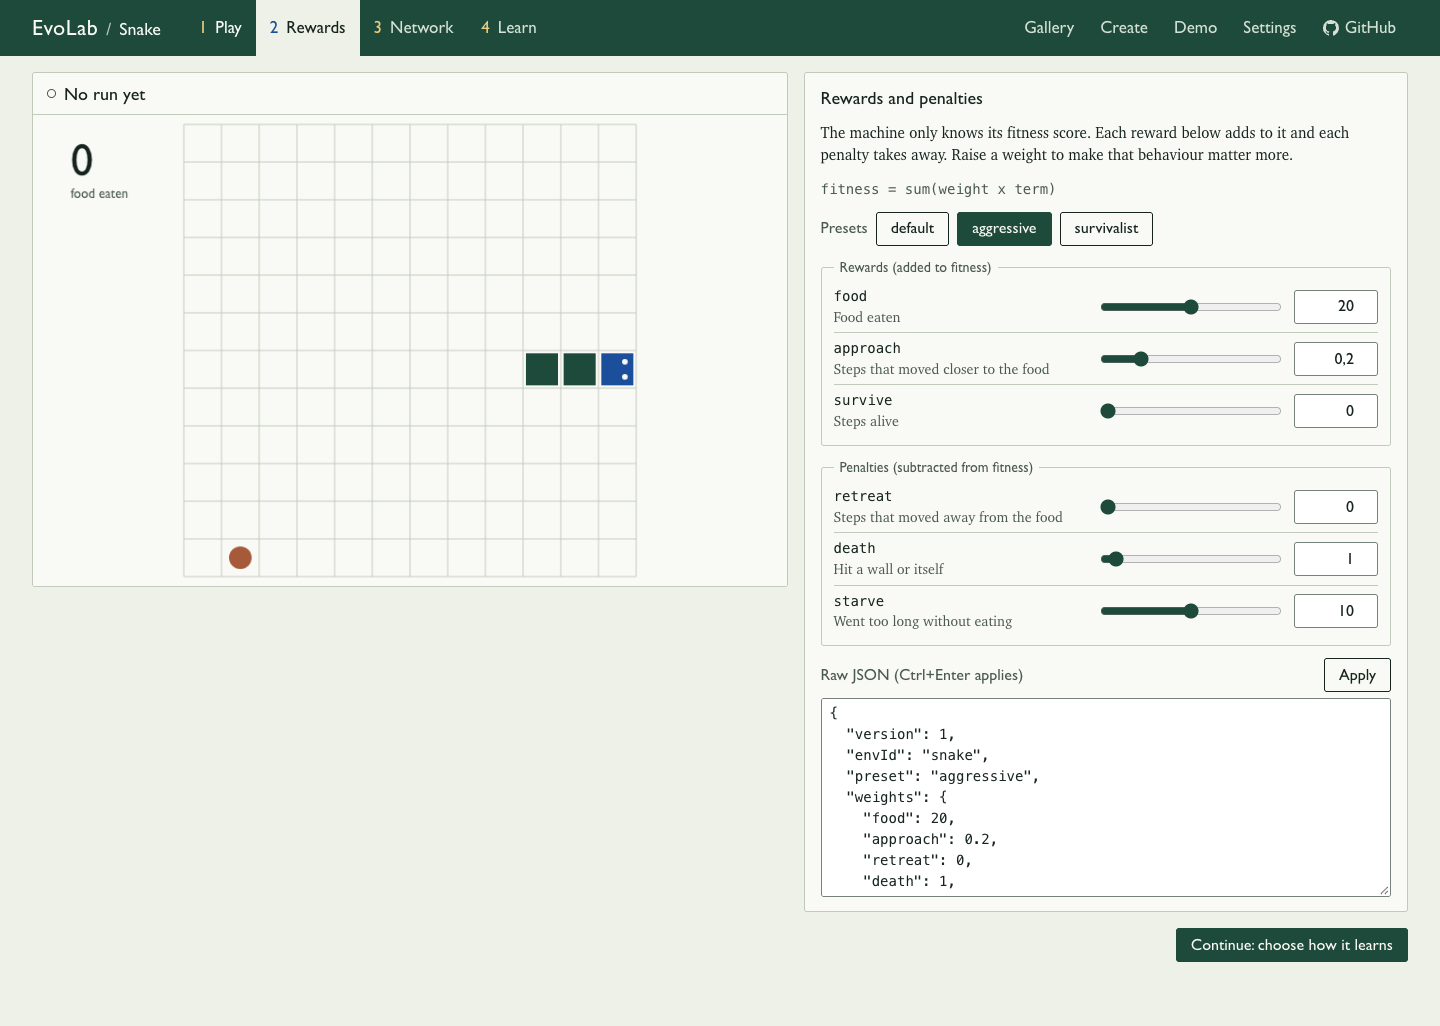 EvoLab / Snake
1 Play
2 Rewards
3 Network
4 Learn
Gallery
Create
Demo
Settings
GitHub
No run yet
0
food eaten
Rewards and penalties
The machine only knows its fitness score. Each reward below adds to it and each
penalty takes away. Raise a weight to make that behaviour matter more.
fitness = sum(weight x term)
Presets
default
aggressive
survivalist
Rewards (added to fitness)
food
Food eaten
20
approach
Steps that moved closer to the food
0,2
survive
Steps alive
0
Penalties (subtracted from fitness)
retreat
Steps that moved away from the food
0
death
Hit a wall or itself
1
starve
Went too long without eating
10
Raw JSON (Ctrl+Enter applies)
Apply
{
"version": 1,
"envId": "snake",
"preset": "aggressive",
"weights": {
"food": 20,
"approach": 0.2,
"retreat": 0,
"death": 1,
Continue: choose how it learns